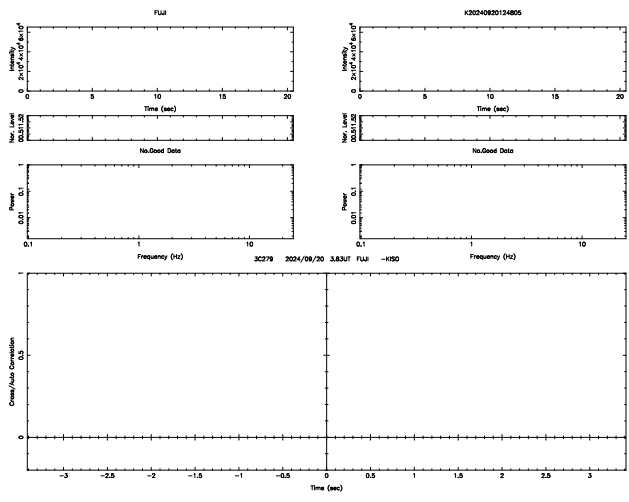 FUJI
K20240920124805
Intensity
0 2×10⁴ 4×10⁴ 6×10⁴
0 5 10 15 20
Time (sec)
Intensity
0 2×10⁴ 4×10⁴ 6×10⁴
0 5 10 15 20
Time (sec)
Nor. Level
00.511.52
Nor. Level
00.511.52
No.Good Data
No.Good Data
Power
1
0.1
0.01
0.1 1 10
Frequency (Hz)
Power
1
0.1
0.01
0.1 1 10
Frequency (Hz)
3C279 2024/09/20 3.83UT FUJI -KISO
Cross/Auto Correlation
1
0.5
0
-3 -2.5 -2 -1.5 -1 -0.5 0 0.5 1 1.5 2 2.5 3
Time (sec)